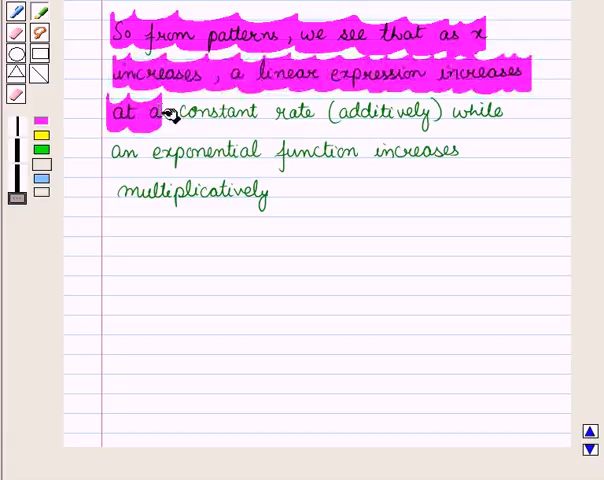 So from patterns, we see that as x
increases, a linear expression increases
at a constant rate (additively) while
an exponential function increases
multiplicatively